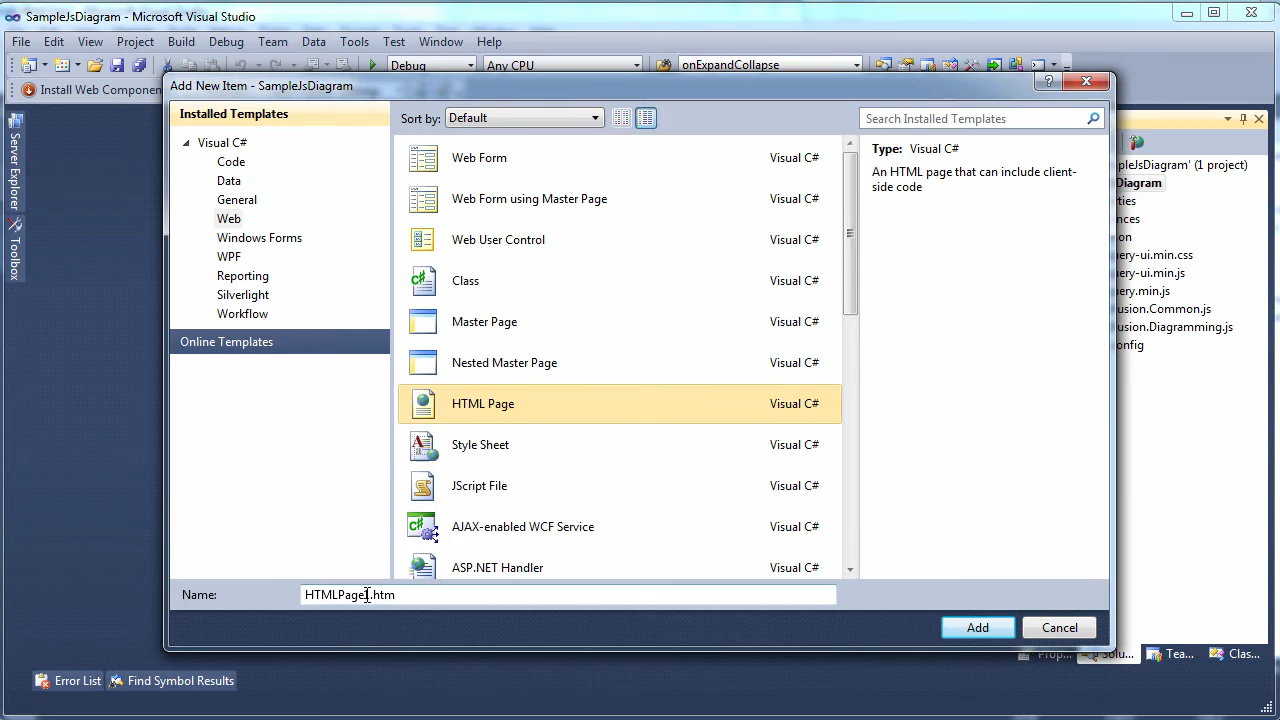 SampleJsDiagram - Microsoft Visual Studio
File Edit View Project Build Debug Team Data Tools Test Window Help
Debug Any CPU onExpandCollapse
Install Web Componen
Add New Item - SampleJsDiagram
Installed Templates
Sort by: Default
Search Installed Templates
Visual C#
Code
Data
General
Web
Windows Forms
WPF
Reporting
Silverlight
Workflow
Online Templates
Web Form Visual C#
Web Form using Master Page Visual C#
Web User Control Visual C#
Class Visual C#
Master Page Visual C#
Nested Master Page Visual C#
HTML Page Visual C#
Style Sheet Visual C#
JScript File Visual C#
AJAX-enabled WCF Service Visual C#
ASP.NET Handler Visual C#
Type: Visual C#
An HTML page that can include client-
side code
Name: HTMLPage1.htm
Add Cancel
Server Explorer
Toolbox
pleJsDiagram' (1 project)
Diagram
ties
nces
on
ery-ui.min.css
ery-ui.min.js
ery.min.js
usion.Common.js
usion.Diagramming.js
onfig
Prop... Solu... Tea... Clas...
Error List Find Symbol Results